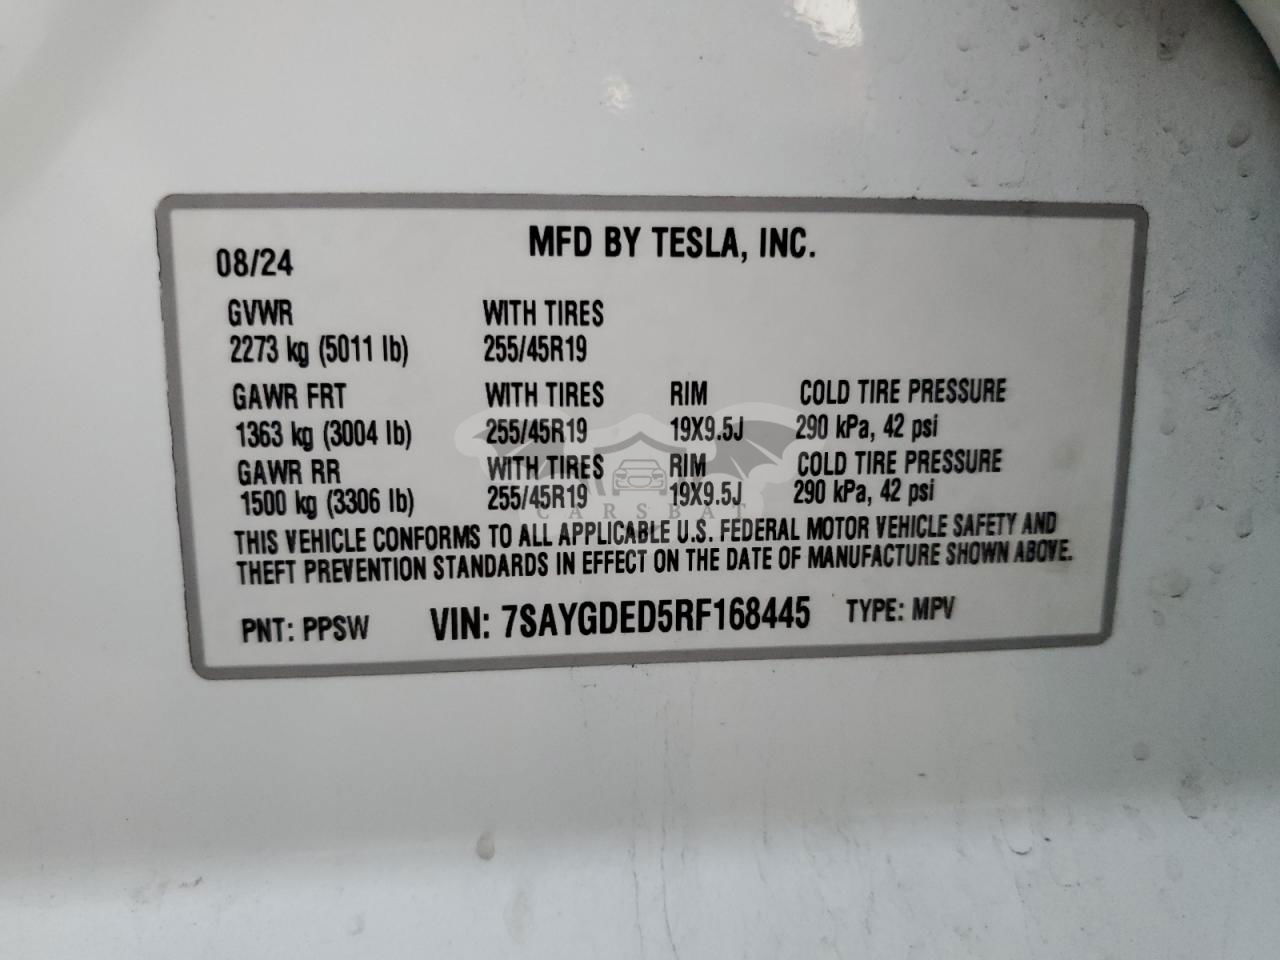 MFD BY TESLA, INC.
08/24
GVWR WITH TIRES
2273 kg (5011 lb) 255/45R19
GAWR FRT WITH TIRES RIM COLD TIRE PRESSURE
1363 kg (3004 lb) 255/45R19 19X9.5J 290 kPa, 42 psi
GAWR RR WITH TIRES RIM COLD TIRE PRESSURE
1500 kg (3306 lb) 255/45R19 19X9.5J 290 kPa, 42 psi
CARSBAT
THIS VEHICLE CONFORMS TO ALL APPLICABLE U.S. FEDERAL MOTOR VEHICLE SAFETY AND
THEFT PREVENTION STANDARDS IN EFFECT ON THE DATE OF MANUFACTURE SHOWN ABOVE.
PNT: PPSW VIN: 7SAYGDED5RF168445 TYPE: MPV